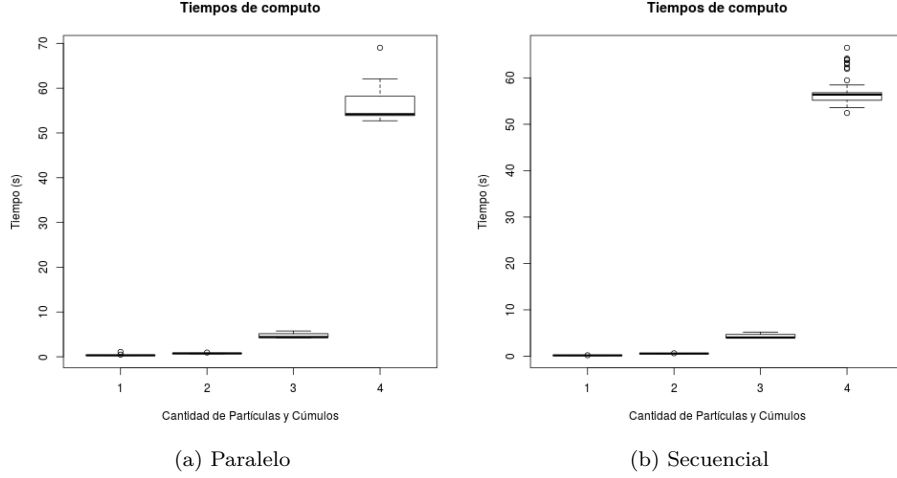 Tiempos de computo
Tiempo (s)
70
60
50
40
30
20
10
0
1 2 3 4
Cantidad de Partículas y Cúmulos
(a) Paralelo
Tiempos de computo
Tiempo (s)
60
50
40
30
20
10
0
1 2 3 4
Cantidad de Partículas y Cúmulos
(b) Secuencial